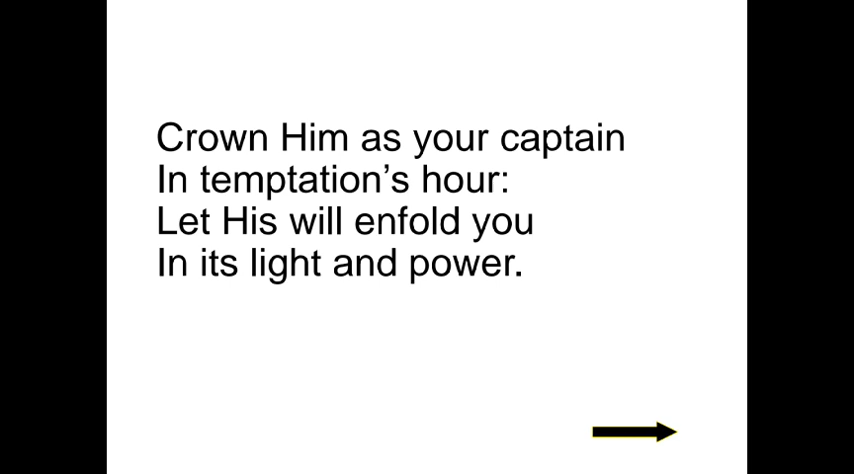 Crown Him as your captain
In temptation’s hour:
Let His will enfold you
In its light and power.